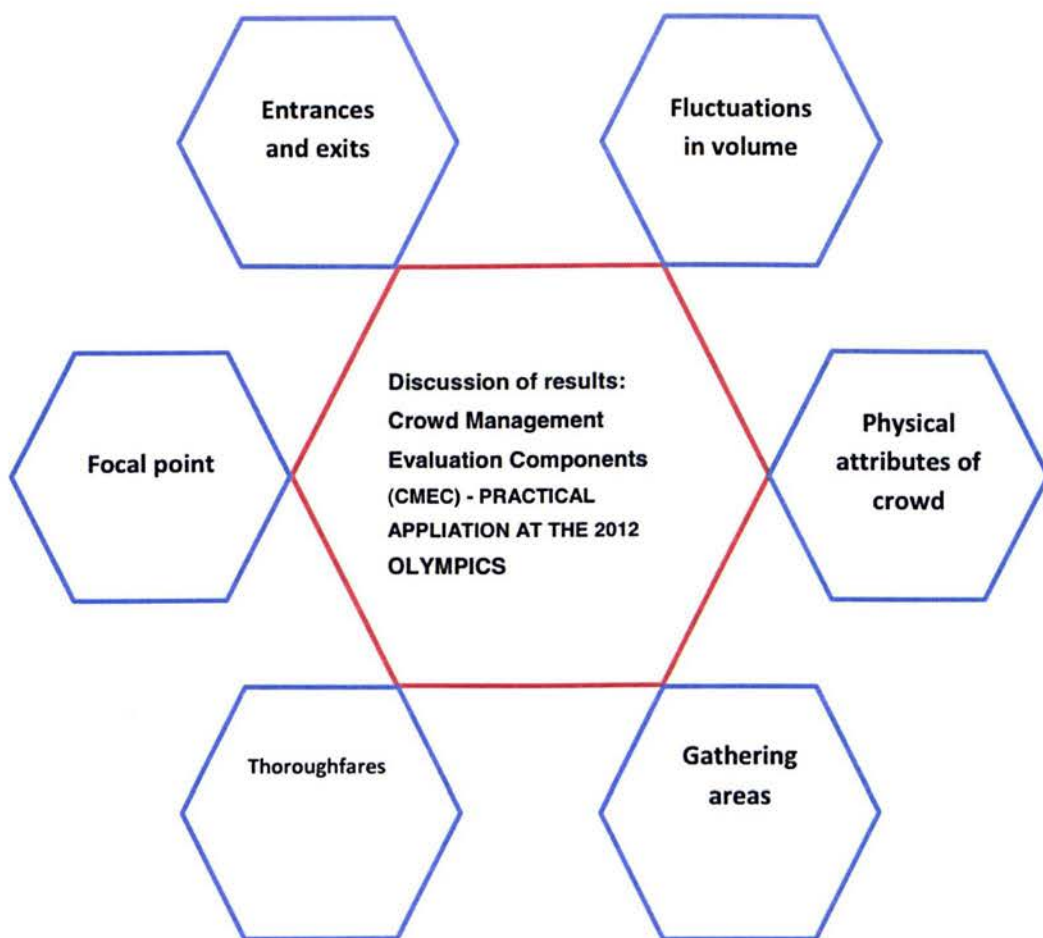 Entrances
and exits
Fluctuations
in volume
Discussion of results:
Crowd Management
Evaluation Components
(CMEC) - PRACTICAL
APPLIATION AT THE 2012
OLYMPICS
Focal point
Physical
attributes of
crowd
Thoroughfares
Gathering
areas